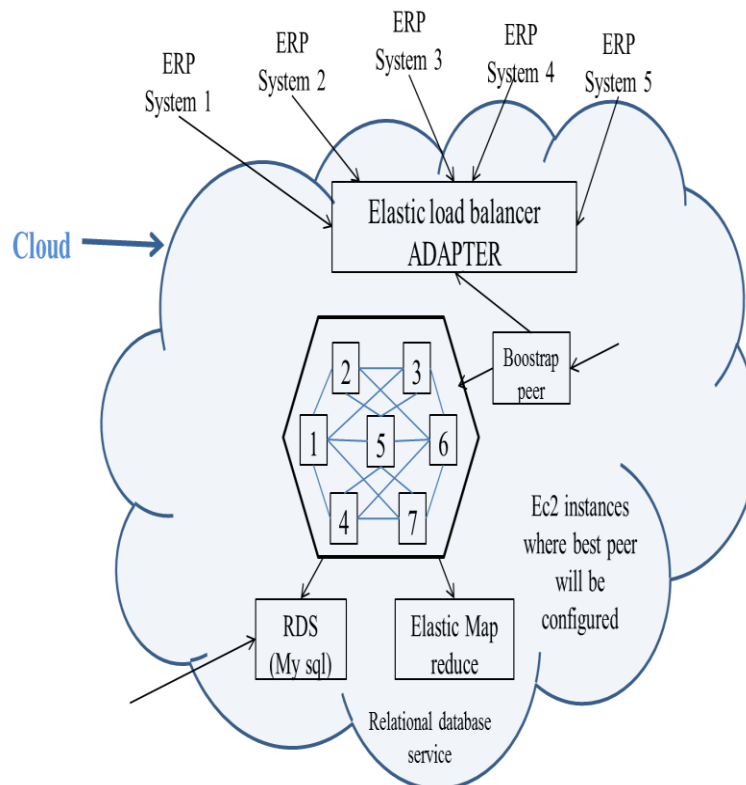 ERP
System 1
ERP
System 2
ERP
System 3
ERP
System 4
ERP
System 5
Cloud
Elastic load balancer
ADAPTER
Boostrap
peer
2
3
1
5
6
4
7
Ec2 instances
where best peer
will be
configured
RDS
(My sql)
Elastic Map
reduce
Relational database
service